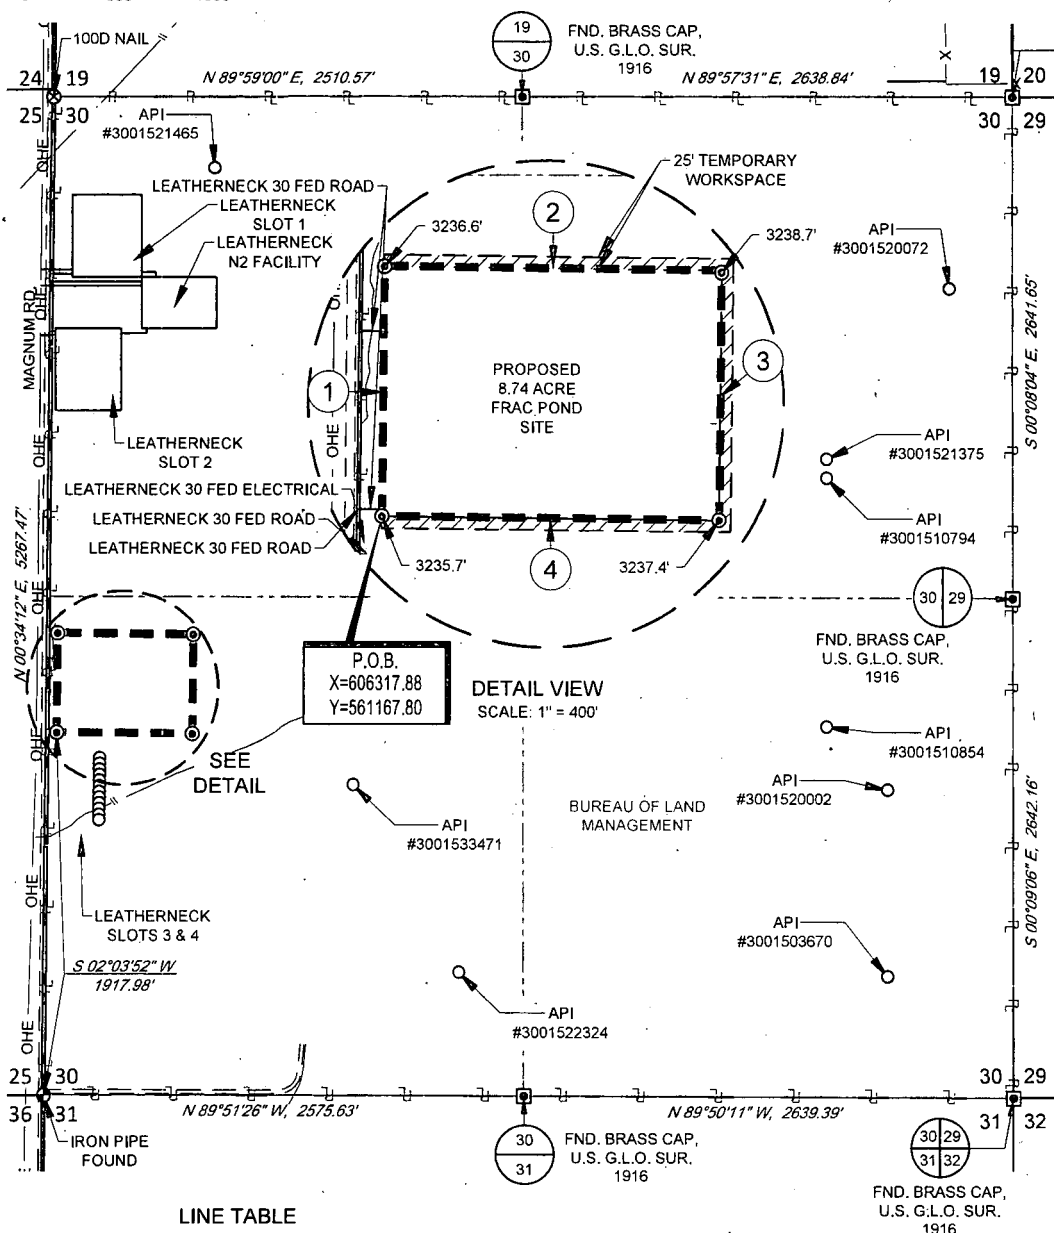 100D NAIL
19
30
FND. BRASS CAP,
U.S. G.L.O. SUR.
1916
24 19
25 30
N 89°59'00" E, 2510.57'
N 89°57'31" E, 2638.84'
X
19 20
30 29
API
#3001521465
OHE
LEATHERNECK 30 FED ROAD
LEATHERNECK
SLOT 1
LEATHERNECK
N2 FACILITY
25' TEMPORARY
WORKSPACE
2
3236.6'
3238.7'
API
#3001520072
OHE
MAGNUM RD
S 00°08'04" E, 2641.65'
1
PROPOSED
8.74 ACRE
FRAC POND
SITE
3
OHE
LEATHERNECK
SLOT 2
OHE
API
#3001521375
LEATHERNECK 30 FED ELECTRICAL
LEATHERNECK 30 FED ROAD
LEATHERNECK 30 FED ROAD
API
#3001510794
3235.7'
4
3237.4'
N 00°34'12" E, 5267.47'
OHE
30 29
FND. BRASS CAP,
U.S. G.L.O. SUR.
1916
P.O.B.
X=606317.88
Y=561167.80
DETAIL VIEW
SCALE: 1" = 400'
OHE
SEE
DETAIL
API
#3001510854
API
#3001520002
BUREAU OF LAND
MANAGEMENT
API
#3001533471
S 00°09'06" E, 2642.16'
OHE
LEATHERNECK
SLOTS 3 & 4
API
#3001503670
S 02°03'52" W
1917.98'
API
#3001522324
OHE
25 30
36 31
N 89°51'26" W, 2575.63'
N 89°50'11" W, 2639.39'
30 29
31 32
IRON PIPE
FOUND
30
31
FND. BRASS CAP,
U.S. G.L.O. SUR.
1916
30 29
31 32
FND. BRASS CAP,
U.S. G.L.O. SUR.
1916
LINE TABLE